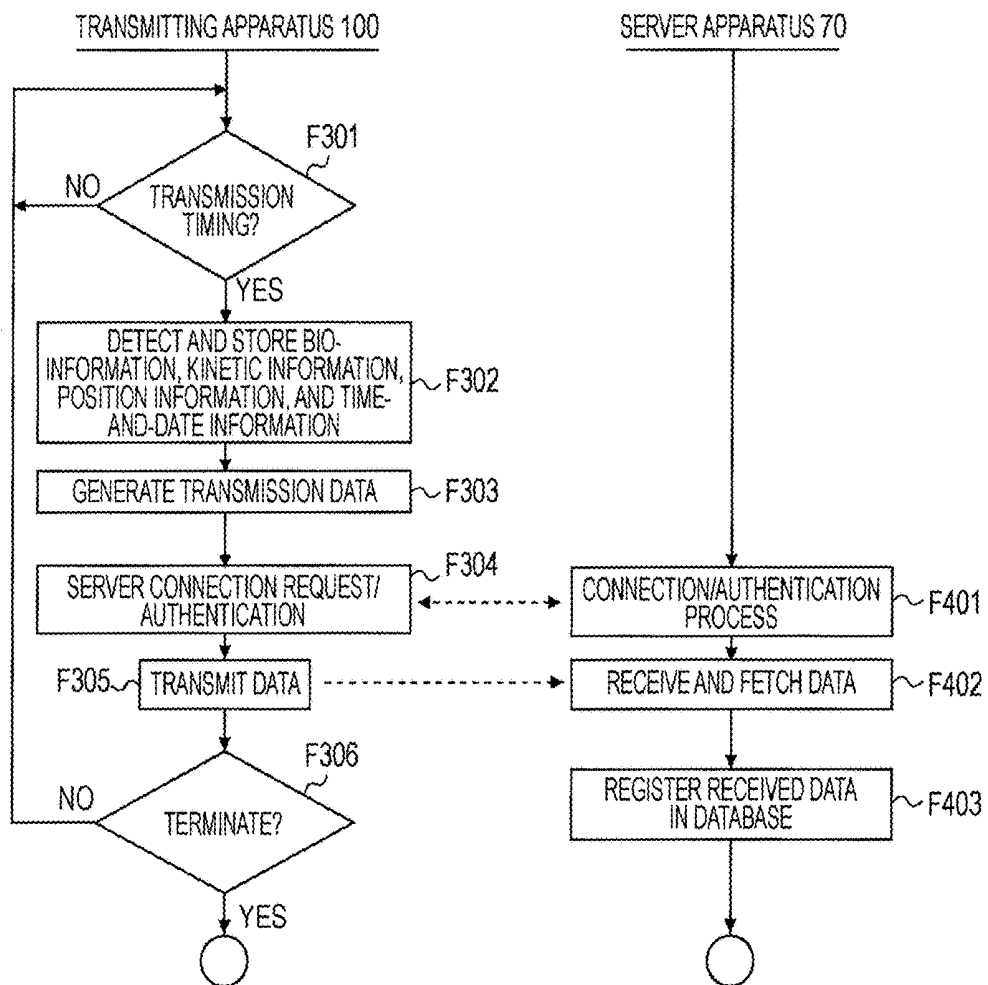 TRANSMITTING APPARATUS 100
SERVER APPARATUS 70
F301
NO
TRANSMISSION
TIMING?
YES
DETECT AND STORE BIO-
INFORMATION, KINETIC INFORMATION,
POSITION INFORMATION, AND TIME-
AND-DATE INFORMATION
F302
GENERATE TRANSMISSION DATA
F303
F304
SERVER CONNECTION REQUEST/
AUTHENTICATION
CONNECTION/AUTHENTICATION
PROCESS
F401
F305
TRANSMIT DATA
RECEIVE AND FETCH DATA
F402
F306
NO
TERMINATE?
REGISTER RECEIVED DATA
IN DATABASE
F403
YES